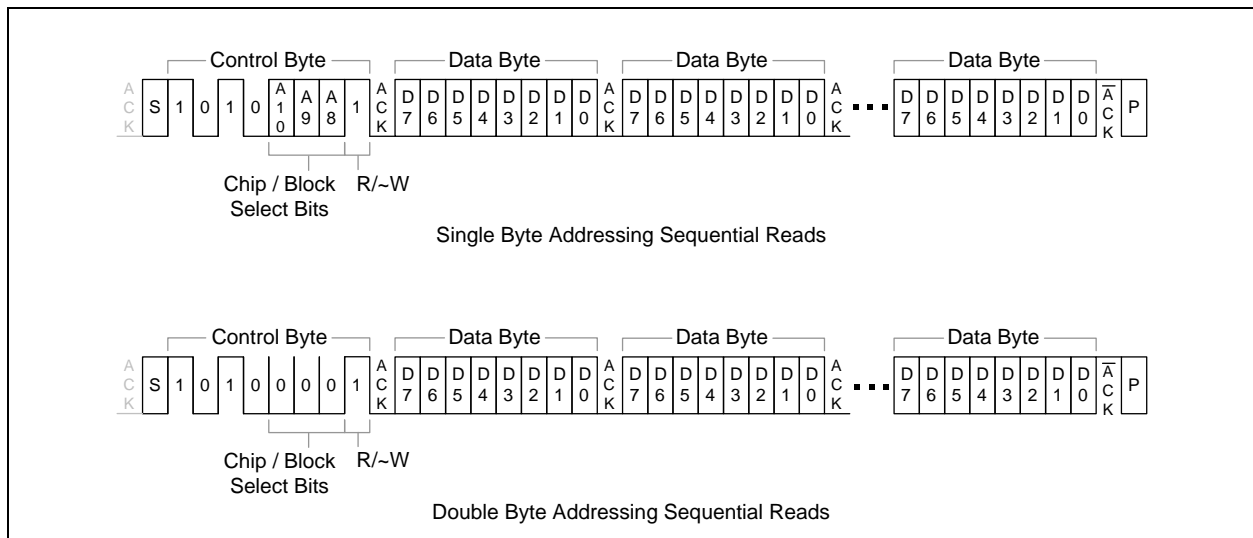 Control Byte Data Byte Data Byte Data Byte
ACK S 1 0 1 0 A10 A9 A8 1 ACK D7 D6 D5 D4 D3 D2 D1 D0 ACK D7 D6 D5 D4 D3 D2 D1 D0 ACK ... D7 D6 D5 D4 D3 D2 D1 D0 A̅CK P
Chip / Block R/~W
Select Bits
Single Byte Addressing Sequential Reads
Control Byte Data Byte Data Byte Data Byte
ACK S 1 0 1 0 0 0 0 1 ACK D7 D6 D5 D4 D3 D2 D1 D0 ACK D7 D6 D5 D4 D3 D2 D1 D0 ACK ... D7 D6 D5 D4 D3 D2 D1 D0 A̅CK P
Chip / Block R/~W
Select Bits
Double Byte Addressing Sequential Reads